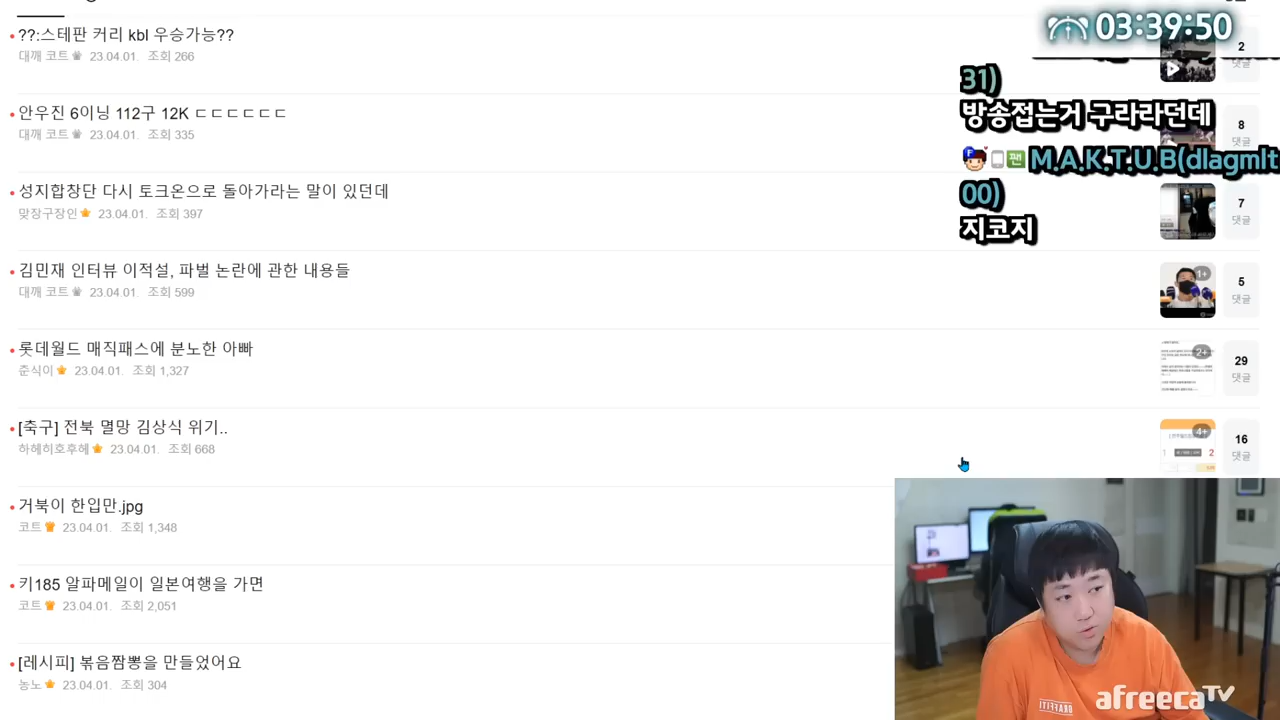 ??:스테판 커리 kbl 우승가능??
대깨 코트 23.04.01. 조회 266
2
댓글
안우진 6이닝 112구 12K ㄷㄷㄷㄷㄷㄷ
대깨 코트 23.04.01. 조회 335
8
댓글
성지합창단 다시 토크온으로 돌아가라는 말이 있던데
맞장구장인 23.04.01. 조회 397
7
댓글
김민재 인터뷰 이적설, 파벌 논란에 관한 내용들
대깨 코트 23.04.01. 조회 599
1+
5
댓글
롯데월드 매직패스에 분노한 아빠
준식이 23.04.01. 조회 1,327
2+
29
댓글
[축구] 전북 멸망 김상식 위기..
하헤히호후헤 23.04.01. 조회 668
4+
16
댓글
거북이 한입만.jpg
코트 23.04.01. 조회 1,348
키185 알파메일이 일본여행을 가면
코트 23.04.01. 조회 2,051
[레시피] 볶음짬뽕을 만들었어요
농노 23.04.01. 조회 304
03:39:50
31)
방송접는거 구라라던데
F 팬 M.A.K.T.U.B(dlagmlt
00)
지코지
GRAFFITI
afreecaTV